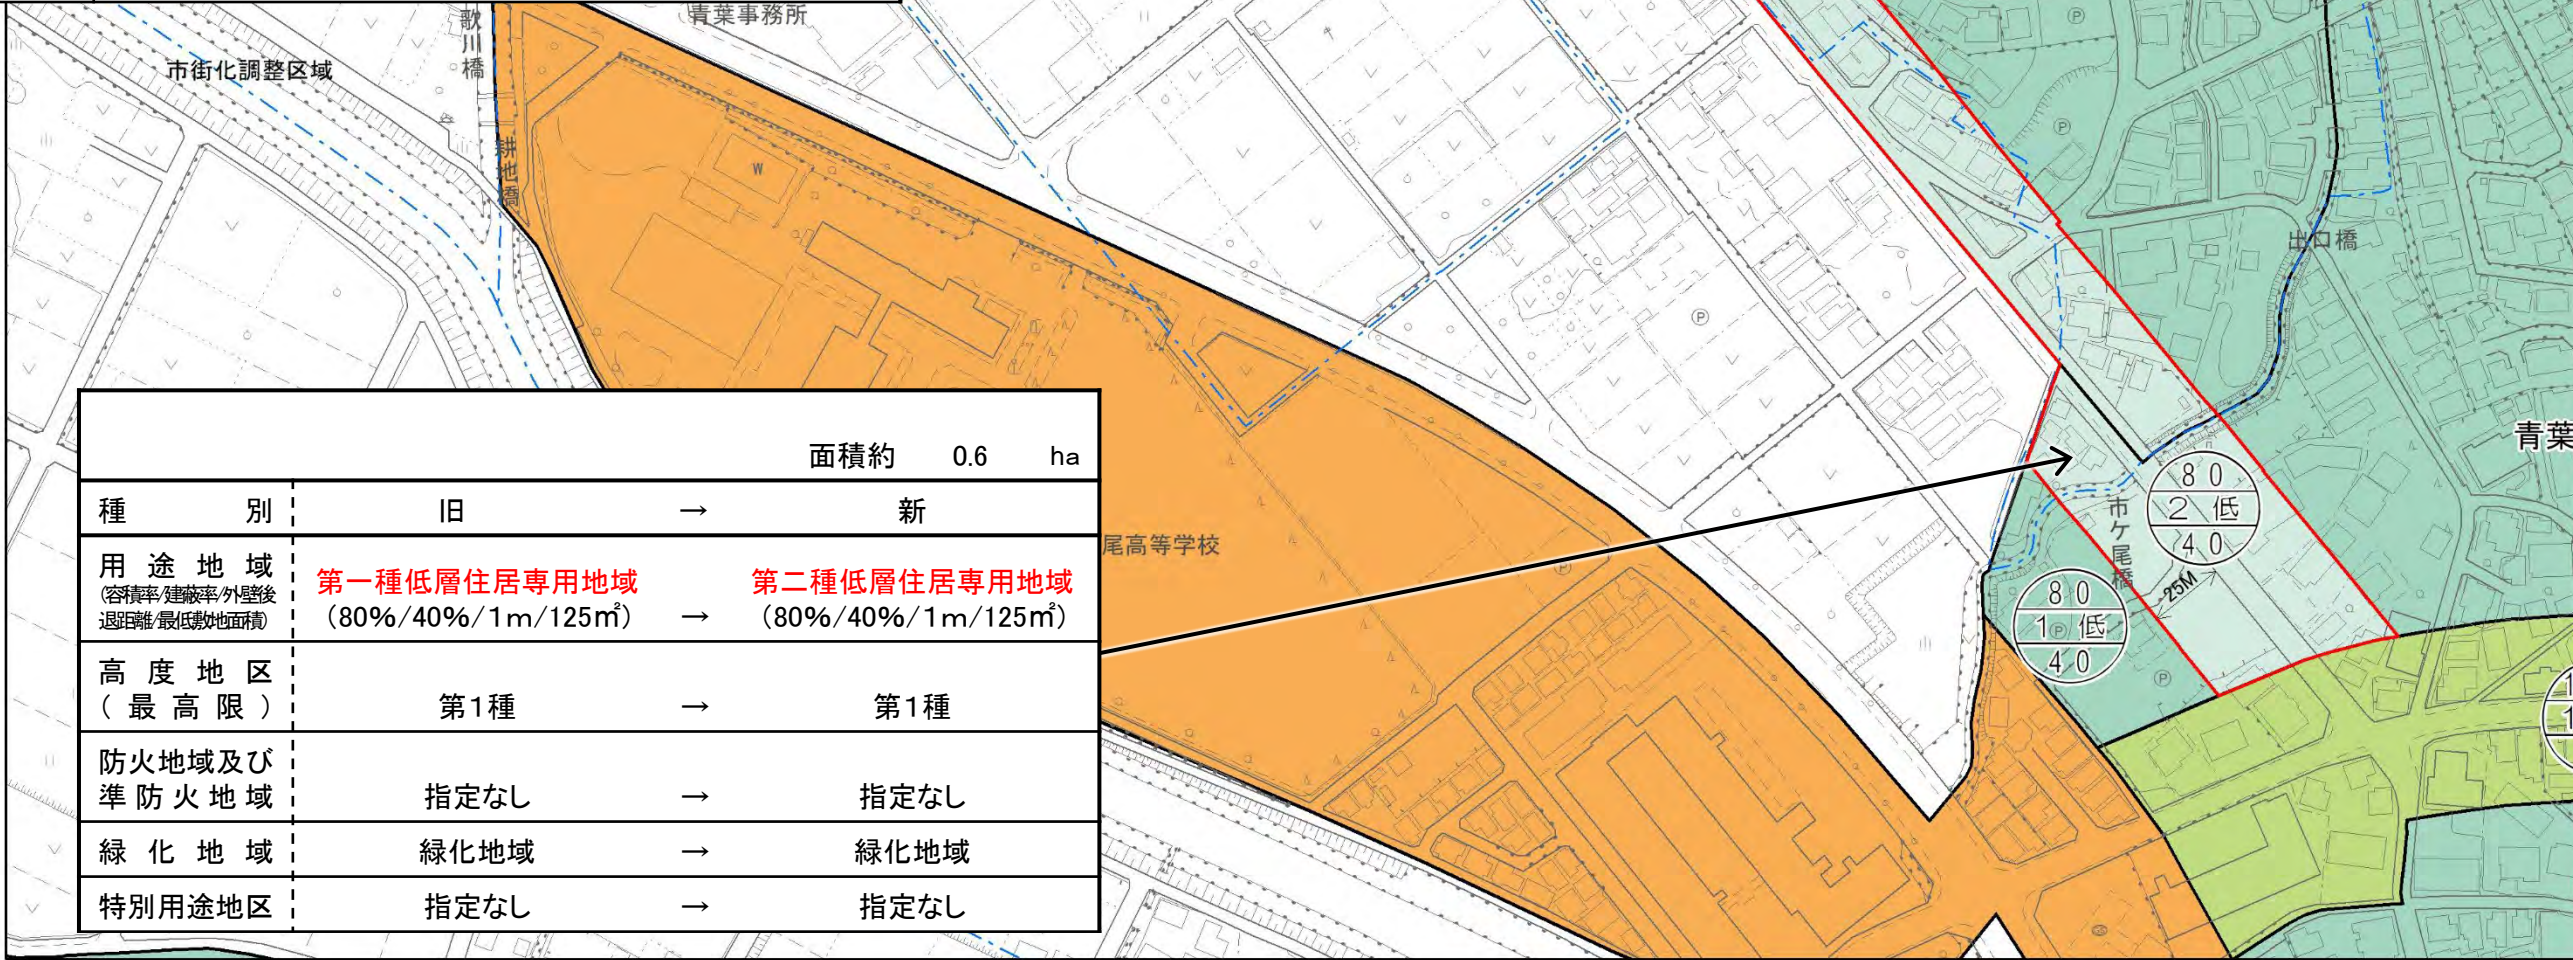 青葉事務所
歌川橋
市街化調整区域
耕地橋
W
P
P
出口橋
P
面積約 0.6 ha
種別 旧 → 新
用途地域
(容積率/建蔽率/外壁後
退距離/最低敷地面積)
第一種低層住居専用地域
(80%/40%/1m/125㎡)
→
第二種低層住居専用地域
(80%/40%/1m/125㎡)
高度地区
(最高限)
第1種 → 第1種
防火地域及び
準防火地域
指定なし → 指定なし
緑化地域 緑化地域 → 緑化地域
特別用途地区 指定なし → 指定なし
尾高等学校
P
青葉
80
2低
40
市ケ尾橋
25M
80
1低
40
P
P